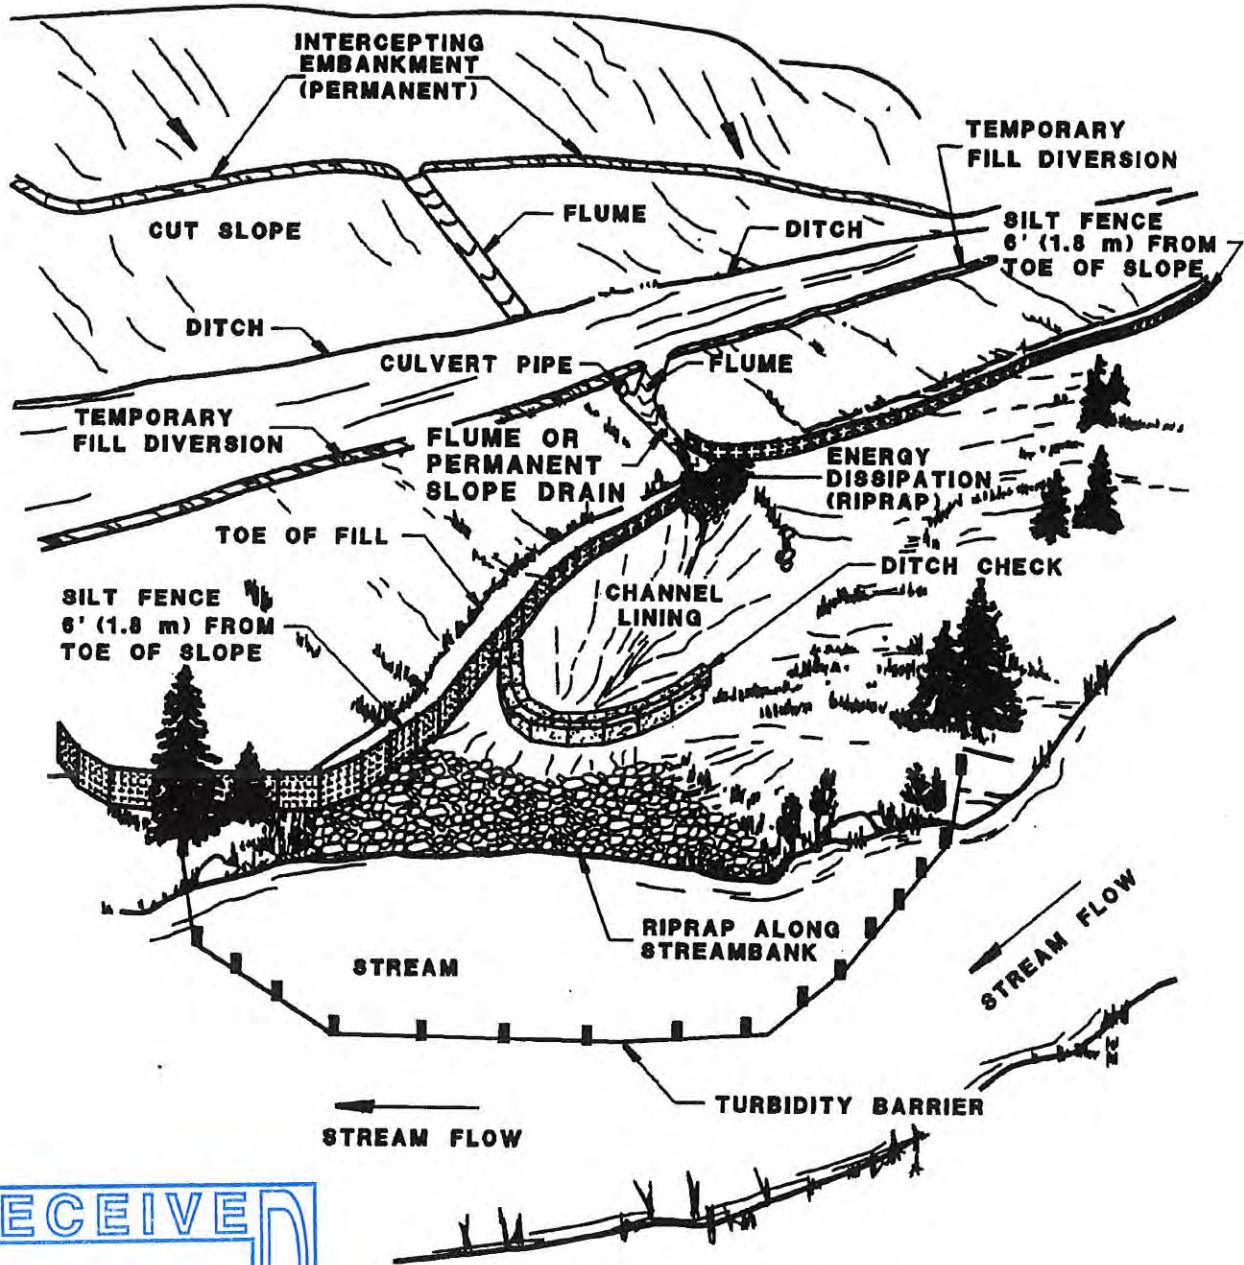 INTERCEPTING
EMBANKMENT
(PERMANENT)
TEMPORARY
FILL DIVERSION
CUT SLOPE
FLUME
DITCH
SILT FENCE
6' (1.8 m) FROM
TOE OF SLOPE
DITCH
CULVERT PIPE
FLUME
TEMPORARY
FILL DIVERSION
FLUME OR
PERMANENT
SLOPE DRAIN
ENERGY
DISSIPATION
(RIPRAP)
TOE OF FILL
DITCH CHECK
SILT FENCE
6' (1.8 m) FROM
TOE OF SLOPE
CHANNEL
LINING
RIPRAP ALONG
STREAMBANK
STREAM
STREAM FLOW
TURBIDITY BARRIER
STREAM FLOW
ECEIVE